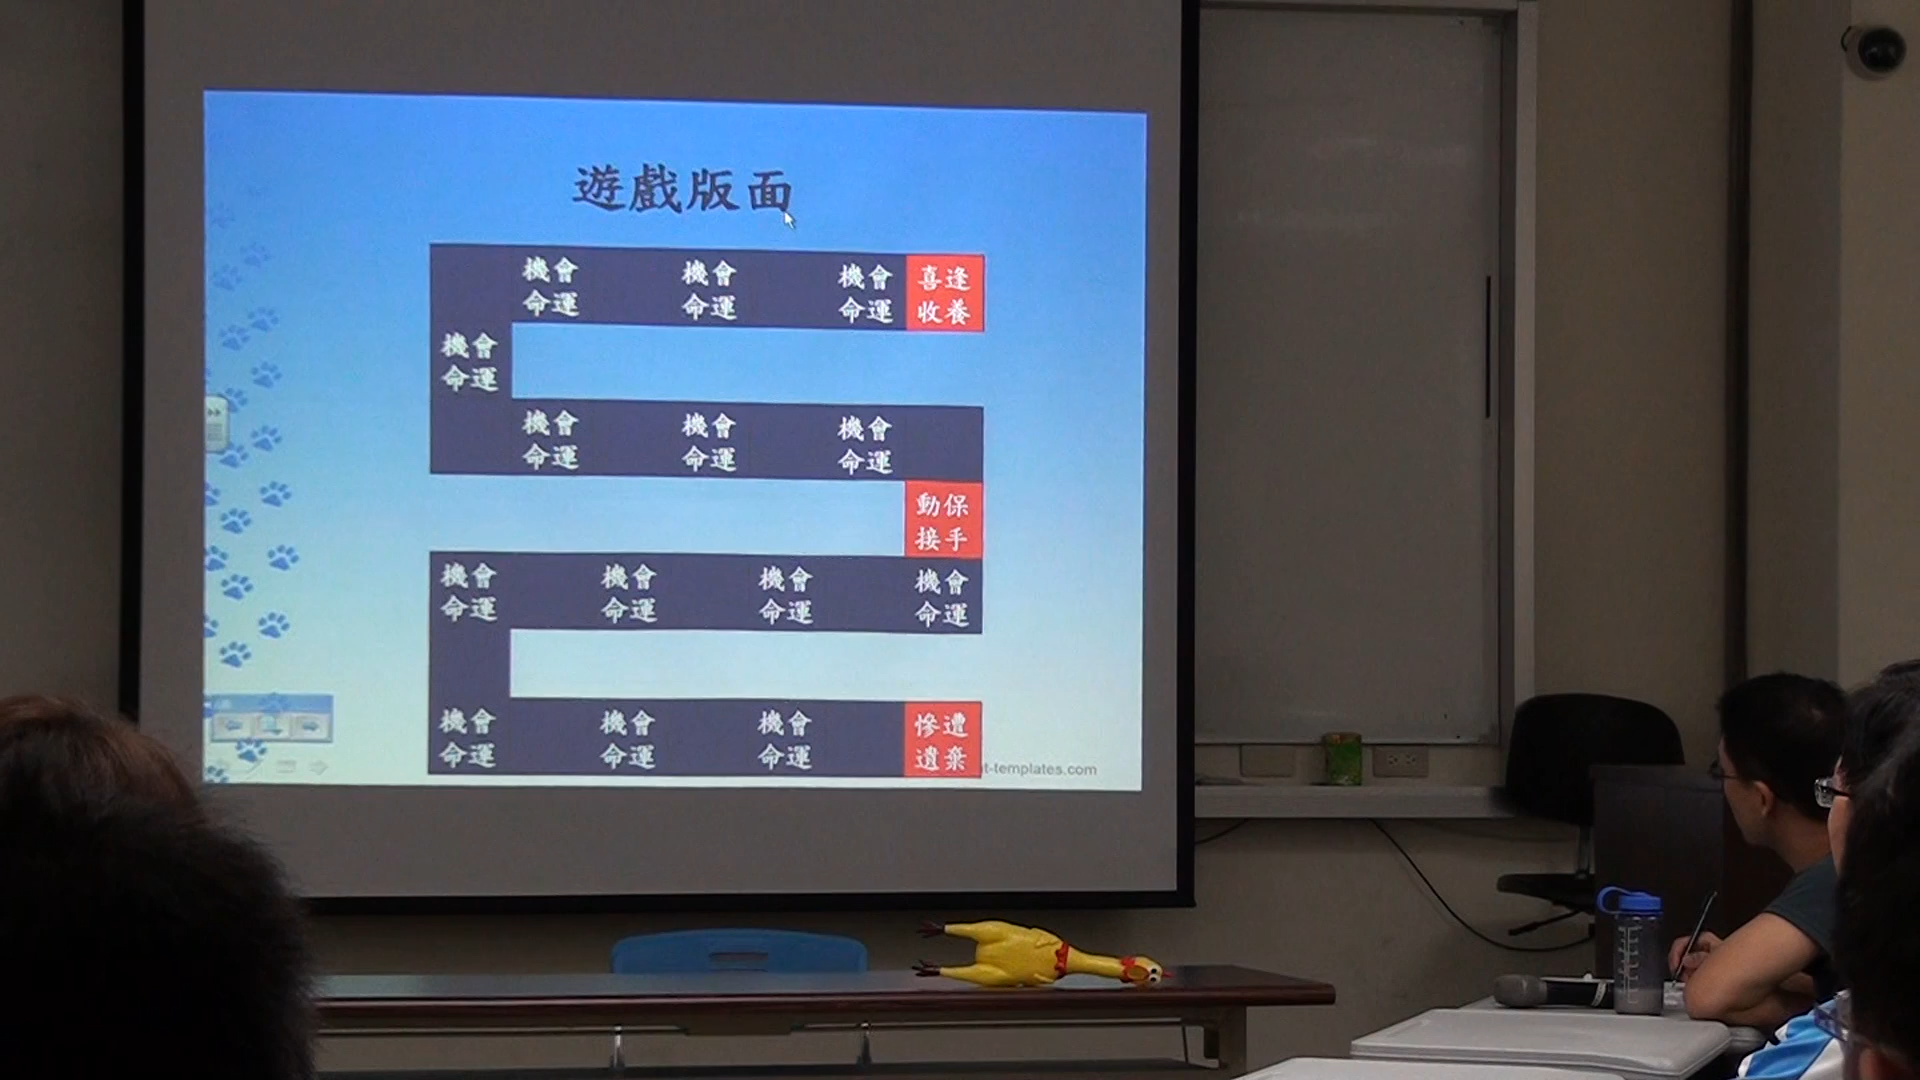 遊戲版面
機會 機會 機會 喜逢
命運 命運 命運 收養
機會
命運
機會 機會 機會
命運 命運 命運
動保
接手
機會 機會 機會 機會
命運 命運 命運 命運
機會 機會 機會 慘遭
命運 命運 命運 遺棄
t-templates.com